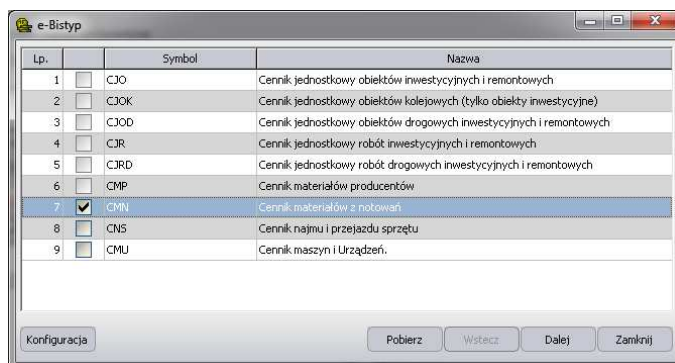 e-Bistyp
Lp. Symbol Nazwa
1 CJO Cennik jednostkowy obiektów inwestycyjnych i remontowych
2 CJOK Cennik jednostkowy obiektów kolejowych (tylko obiekty inwestycyjne)
3 CJOD Cennik jednostkowy obiektów drogowych inwestycyjnych i remontowych
4 CJR Cennik jednostkowy robót inwestycyjnych i remontowych
5 CJRD Cennik jednostkowy robót drogowych inwestycyjnych i remontowych
6 CMP Cennik materiałów producentów
7 CMN Cennik materiałów z notowań
8 CNS Cennik najmu i przejazdu sprzętu
9 CMU Cennik maszyn i Urządzeń.
Konfiguracja Pobierz Wstecz Dalej Zamknij